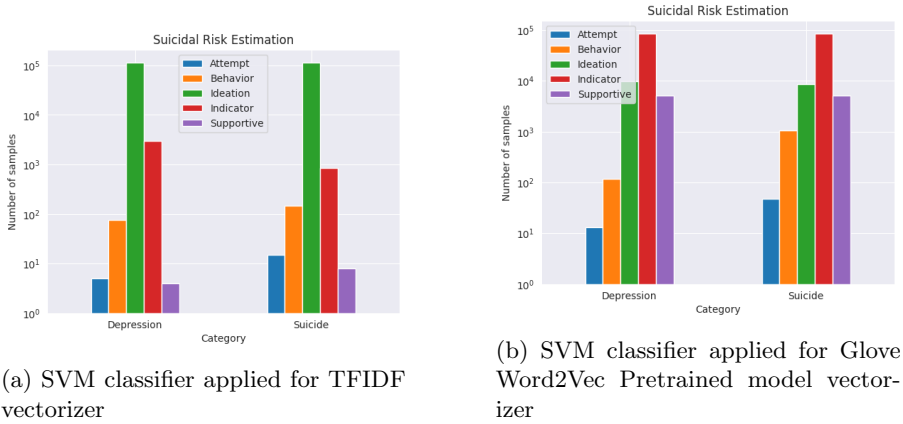 Suicidal Risk Estimation
Attempt
Behavior
Ideation
Indicator
Supportive
Number of samples
10^5
10^4
10^3
10^2
10^1
10^0
Depression
Suicide
Category
(a) SVM classifier applied for TFIDF
vectorizer
Suicidal Risk Estimation
Attempt
Behavior
Ideation
Indicator
Supportive
Number of samples
10^5
10^4
10^3
10^2
10^1
10^0
Depression
Suicide
Category
(b) SVM classifier applied for Glove
Word2Vec Pretrained model vector-
izer